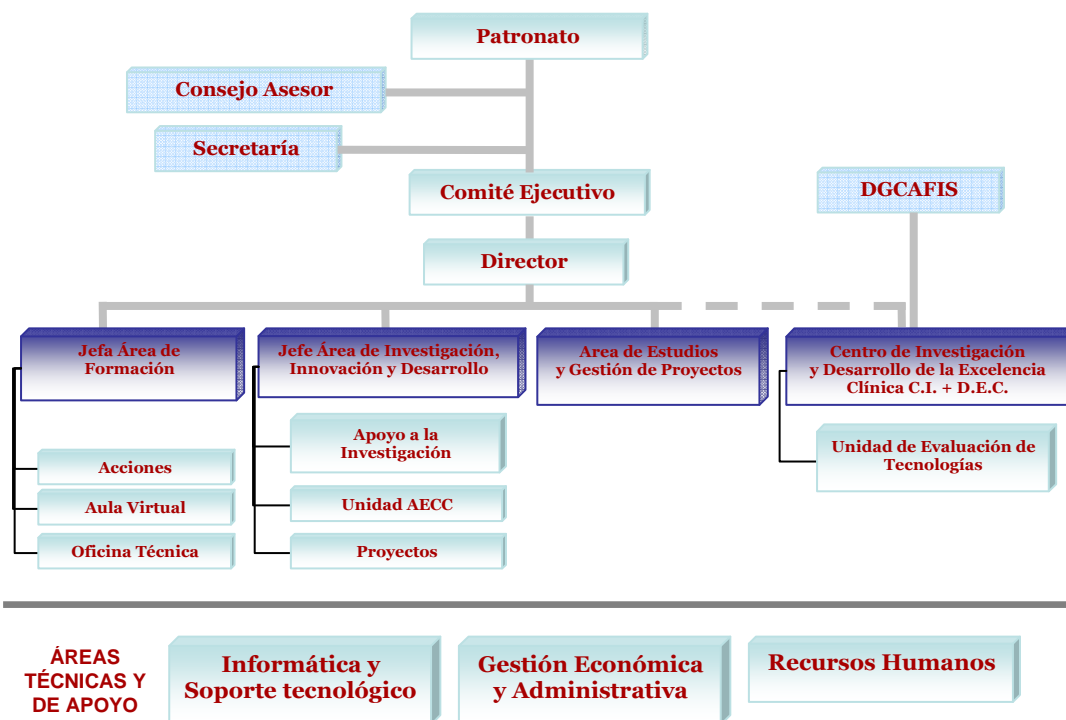 Patronato
Consejo Asesor
Secretaría
Comité Ejecutivo
DGCAFIS
Director
Jefa Área de
Formación
Jefe Área de Investigación,
Innovación y Desarrollo
Area de Estudios
y Gestión de Proyectos
Centro de Investigación
y Desarrollo de la Excelencia
Clínica C.I. + D.E.C.
Acciones
Aula Virtual
Oficina Técnica
Apoyo a la
Investigación
Unidad AECC
Proyectos
Unidad de Evaluación de
Tecnologías
ÁREAS
TÉCNICAS Y
DE APOYO
Informática y
Soporte tecnológico
Gestión Económica
y Administrativa
Recursos Humanos